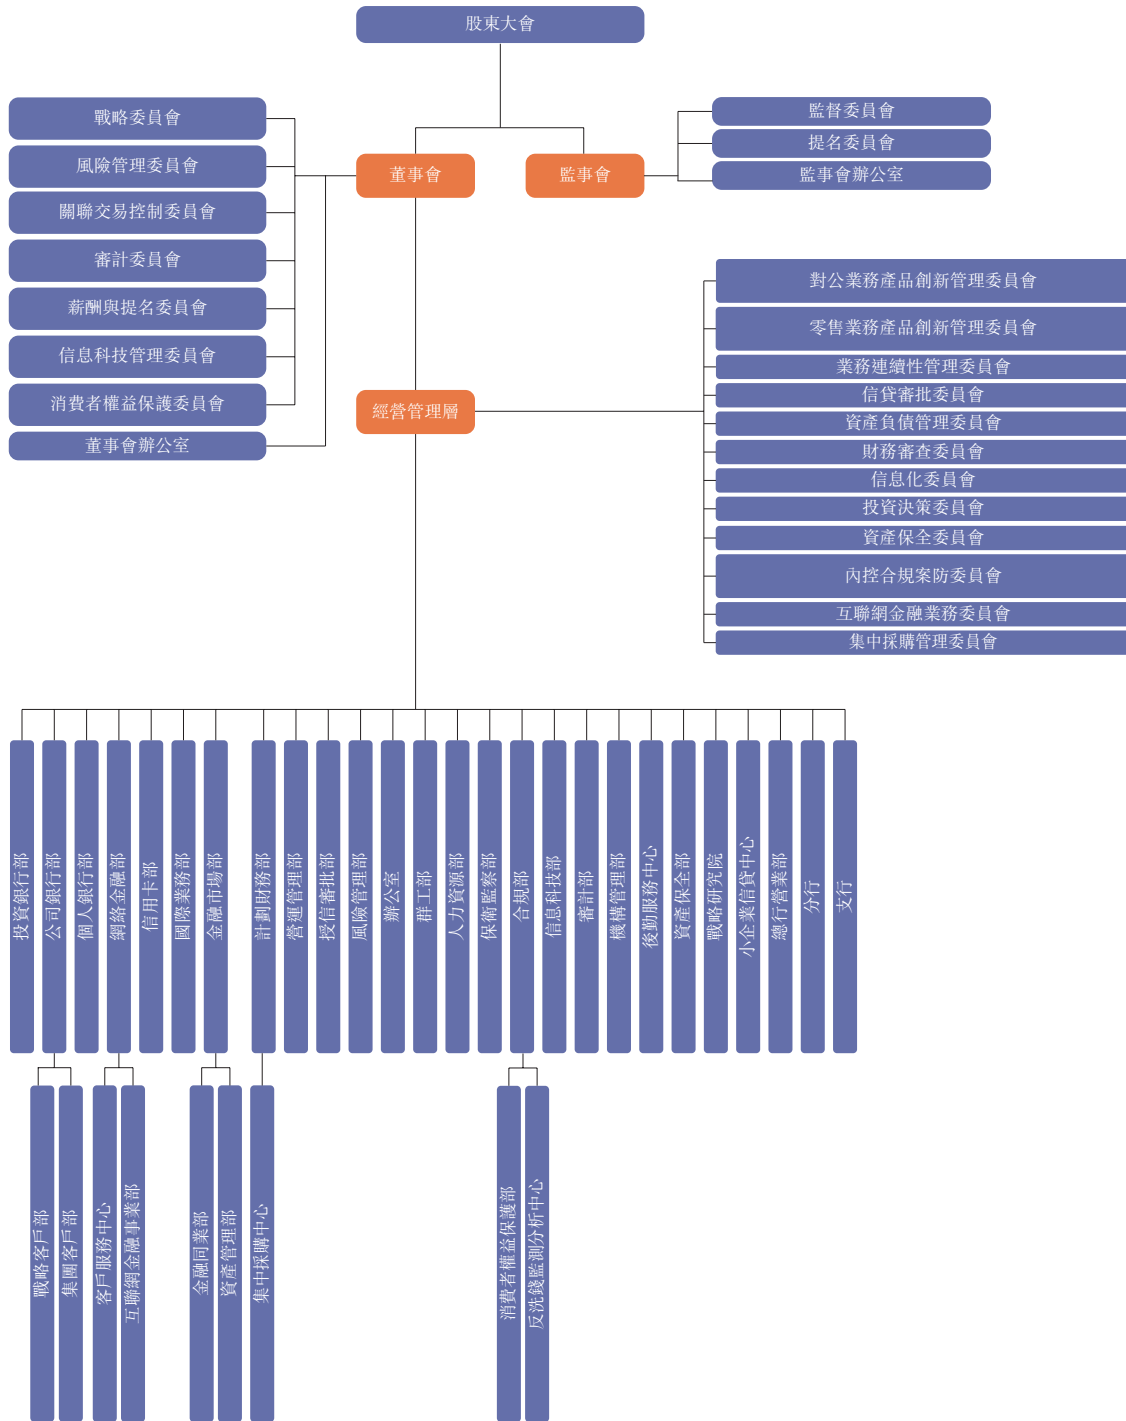 股東大會
戰略委員會
風險管理委員會
關聯交易控制委員會
審計委員會
薪酬與提名委員會
信息科技管理委員會
消費者權益保護委員會
董事會辦公室
董事會
監事會
監督委員會
提名委員會
監事會辦公室
經營管理層
對公業務產品創新管理委員會
零售業務產品創新管理委員會
業務連續性管理委員會
信貸審批委員會
資產負債管理委員會
財務審查委員會
信息化委員會
投資決策委員會
資產保全委員會
內控合規案防委員會
互聯網金融業務委員會
集中採購管理委員會
投資銀行部
公司銀行部
個人銀行部
網絡金融部
信用卡部
國際業務部
金融市場部
計劃財務部
營運管理部
授信審批部
風險管理部
辦公室
群工部
人力資源部
保衛監察部
合規部
信息科技部
審計部
機構管理部
後勤服務中心
資產保全部
戰略研究院
小企業信貸中心
總行營業部
分行
支行
戰略客戶部
集團客戶部
客戶服務中心
互聯網金融事業部
金融同業部
資產管理部
集中採購中心
消費者權益保護部
反洗錢監測分析中心